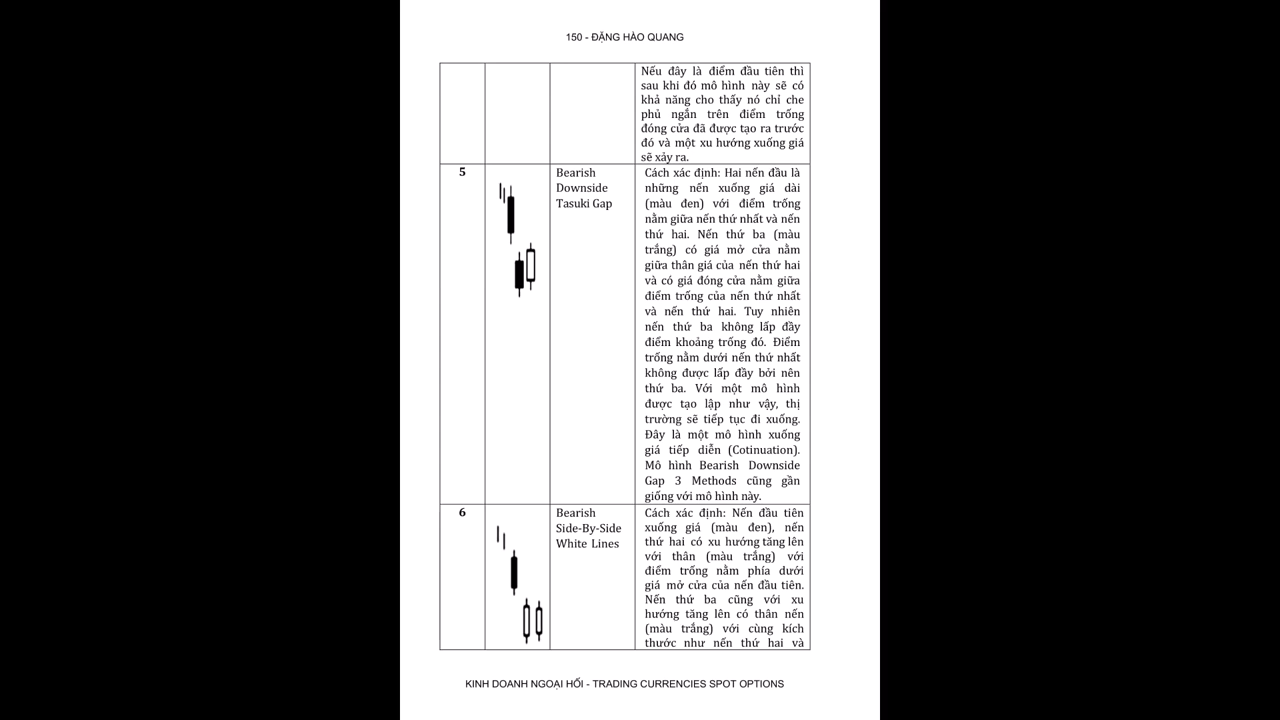 150 - ĐẶNG HÀO QUANG
Nếu đây là điểm đầu tiên thì
sau khi đó mô hình này sẽ có
khả năng cho thấy nó chỉ che
phủ ngắn trên điểm trống
đóng cửa đã được tạo ra trước
đó và một xu hướng xuống giá
sẽ xảy ra.
5
Bearish
Downside
Tasuki Gap
Cách xác định: Hai nến đầu là
những nến xuống giá dài
(màu đen) với điểm trống
nằm giữa nến thứ nhất và nến
thứ hai. Nến thứ ba (màu
trắng) có giá mở cửa nằm
giữa thân giá của nến thứ hai
và có giá đóng cửa nằm giữa
điểm trống của nến thứ nhất
và nến thứ hai. Tuy nhiên
nến thứ ba không lấp đầy
điểm khoảng trống đó. Điểm
trống nằm dưới nến thứ nhất
không được lấp đầy bởi nên
thứ ba. Với một mô hình
được tạo lập như vậy, thị
trường sẽ tiếp tục đi xuống.
Đây là một mô hình xuống
giá tiếp diễn (Cotinuation).
Mô hình Bearish Downside
Gap 3 Methods cũng gần
giống với mô hình này.
6
Bearish
Side-By-Side
White Lines
Cách xác định: Nến đầu tiên
xuống giá (màu đen), nến
thứ hai có xu hướng tăng lên
với thân (màu trắng) với
điểm trống nằm phía dưới
giá mở cửa của nến đầu tiên.
Nến thứ ba cũng với xu
hướng tăng lên có thân nến
(màu trắng) với cùng kích
thước như nến thứ hai và
KINH DOANH NGOẠI HỐI - TRADING CURRENCIES SPOT OPTIONS